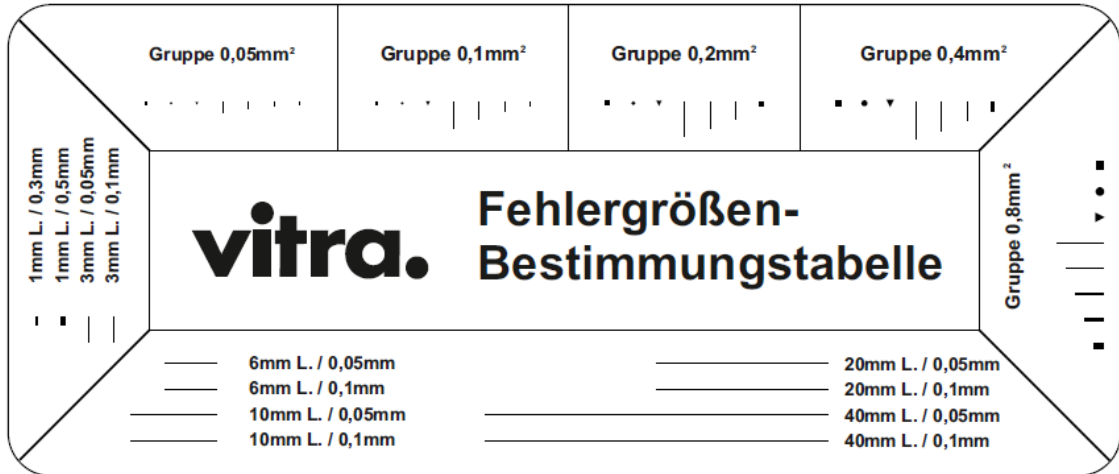 Gruppe 0,05mm²
Gruppe 0,1mm²
Gruppe 0,2mm²
Gruppe 0,4mm²
1mm L. / 0,3mm
1mm L. / 0,5mm
3mm L. / 0,05mm
3mm L. / 0,1mm
vitra.
Fehlergrößen-
Bestimmungstabelle
Gruppe 0,8mm²
6mm L. / 0,05mm
6mm L. / 0,1mm
10mm L. / 0,05mm
10mm L. / 0,1mm
20mm L. / 0,05mm
20mm L. / 0,1mm
40mm L. / 0,05mm
40mm L. / 0,1mm